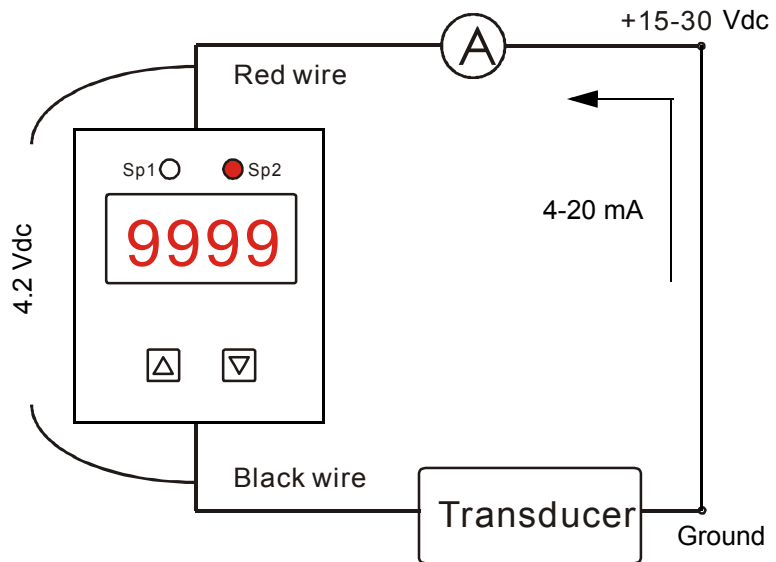 +15-30 Vdc
A
Red wire
Sp1 Sp2
9999
4-20 mA
4.2 Vdc
Black wire
Transducer
Ground